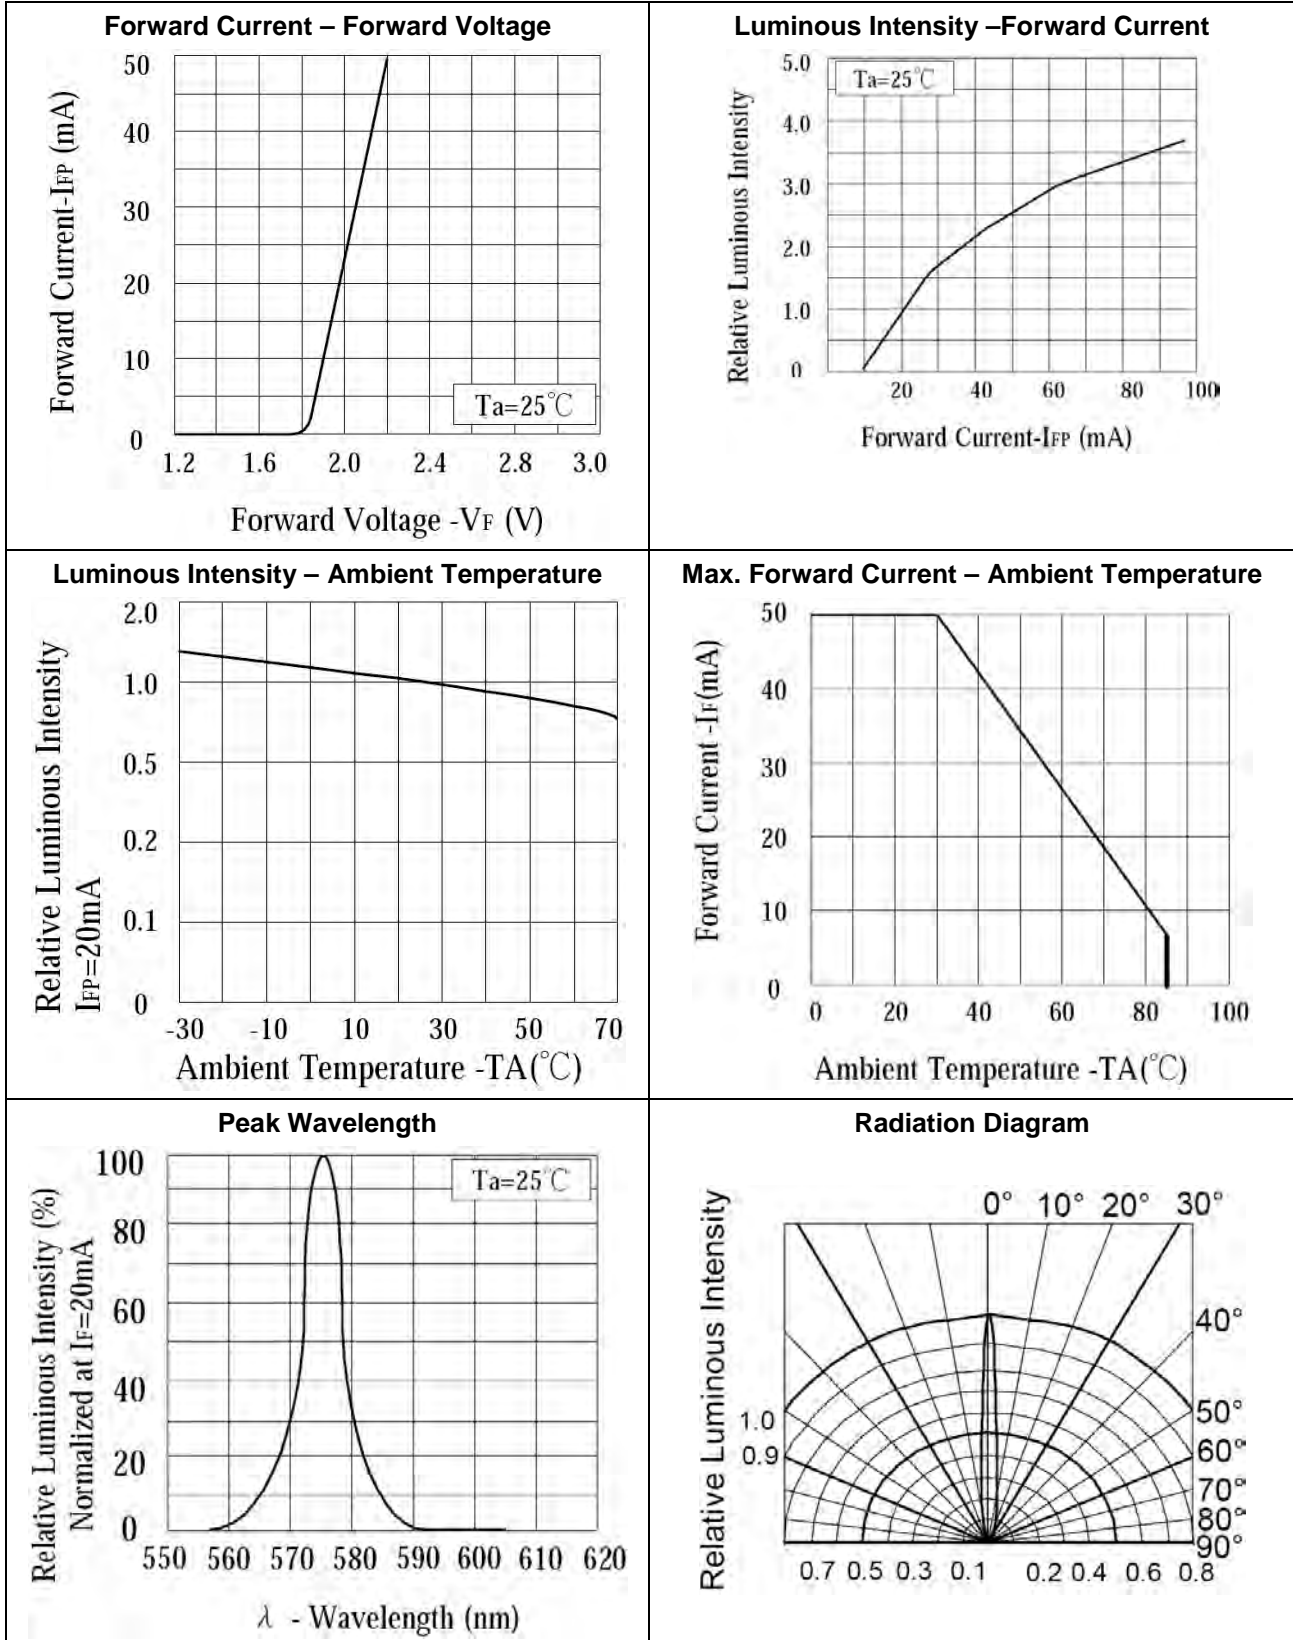 Forward Current – Forward Voltage
50
40
30
20
10
0
Forward Current-IFP (mA)
Ta=25℃
1.2 1.6 2.0 2.4 2.8 3.0
Forward Voltage -VF (V)
Luminous Intensity –Forward Current
5.0
4.0
3.0
2.0
1.0
0
Relative Luminous Intensity
Ta=25℃
20 40 60 80 100
Forward Current-IFP (mA)
Luminous Intensity – Ambient Temperature
2.0
1.0
0.5
0.2
0.1
0
Relative Luminous Intensity
IFP=20mA
-30 -10 10 30 50 70
Ambient Temperature -TA(℃)
Max. Forward Current – Ambient Temperature
50
40
30
20
10
0
Forward Current -IF(mA)
0 20 40 60 80 100
Ambient Temperature -TA(℃)
Peak Wavelength
100
80
60
40
20
0
Relative Luminous Intensity (%)
Normalized at IF=20mA
Ta=25℃
550 560 570 580 590 600 610 620
λ - Wavelength (nm)
Radiation Diagram
Relative Luminous Intensity
0° 10° 20° 30°
40°
50°
60°
70°
80°
90°
1.0
0.9
0.7 0.5 0.3 0.1 0.2 0.4 0.6 0.8